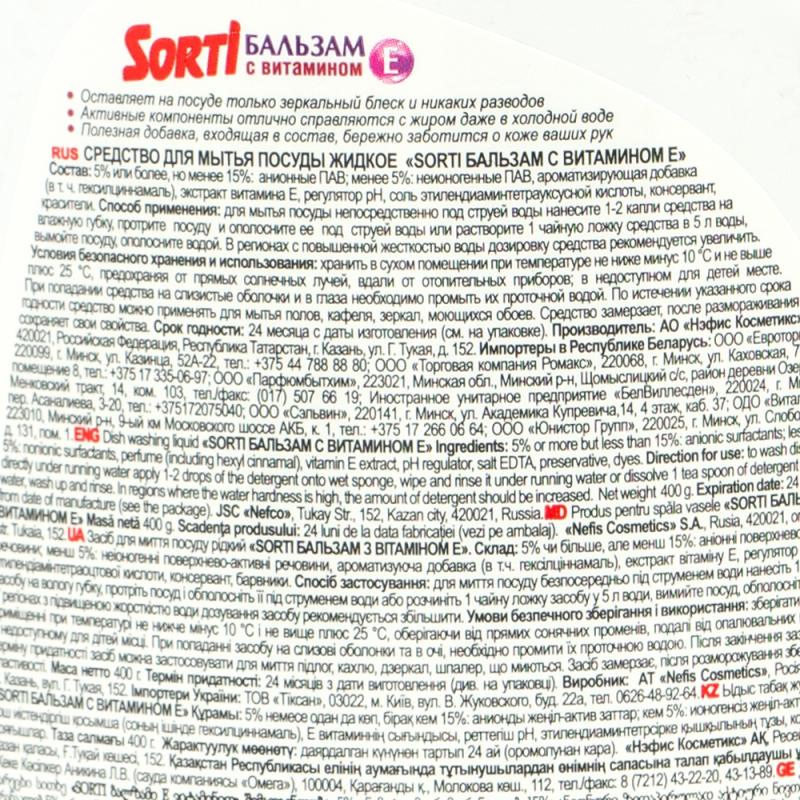 SORTI БАЛЬЗАМ
С ВИТАМИНОМ E
• Оставляет на посуде только зеркальный блеск и никаких разводов
• Активные компоненты отлично справляются с жиром даже в холодной воде
• Полезная добавка, входящая в состав, бережно заботится о коже ваших рук
RUS СРЕДСТВО ДЛЯ МЫТЬЯ ПОСУДЫ ЖИДКОЕ «SORTI БАЛЬЗАМ С ВИТАМИНОМ Е»
Состав: 5% или более, но менее 15%: анионные ПАВ; менее 5%: неионогенные ПАВ, ароматизирующая добавка
(в т. ч. гексилциннамаль), экстракт витамина Е, регулятор pH, соль этилендиаминтетрауксусной кислоты, консервант,
красители. Способ применения: для мытья посуды непосредственно под струей воды нанесите 1-2 капли средства на
влажную губку, протрите посуду и ополосните ее под струей воды или растворите 1 чайную ложку средства в 5 л воды,
вымойте посуду, ополосните водой. В регионах с повышенной жесткостью воды дозировку средства рекомендуется увеличить.
Условия безопасного хранения и использования: хранить в сухом помещении при температуре не ниже минус 10 °С и не выше
плюс 25 °С, предохраняя от прямых солнечных лучей, вдали от отопительных приборов; в недоступном для детей месте.
При попадании средства на слизистые оболочки и в глаза необходимо промыть их проточной водой. По истечении указанного срока
годности средство можно применять для мытья полов, кафеля, зеркал, моющихся обоев. Средство замерзает, после размораживания
сохраняет свои свойства. Срок годности: 24 месяца с даты изготовления (см. на упаковке). Производитель: АО «Нэфис Косметикс»
420021, Российская Федерация, Республика Татарстан, г. Казань, ул. Г. Тукая, д. 152. Импортеры в Республике Беларусь: ООО
220099, г. Минск, ул. Казинца, 52А-22, тел.: +375 44 788 88 80; ООО «Торговая компания Ромакс», 220068, г. Минск, ул. Каховская,
помещение 8, тел.: +375 17 335-06-97; ООО «Парфюмбытхим», 223021, Минская обл., Минский р-н, Щомыслицкий с/с, район деревни
Менковский тракт, 14, ком. 103, тел./факс: (017) 507 66 19; Иностранное унитарное предприятие «БелВиллесден», 220024, г.
пер. Асаналиева, 3-20, тел.: +375172075040; ООО «Сэльвин», 220141, г. Минск, ул. Академика Купревича,14, 4 этаж, каб. 37; ОДО
223010, Минский р-н, 9-ый км Московского шоссе АКБ, к. 1, тел.: +375 17 266 06 64; ООО «Юнистор Групп», 220025, г. Минск, ул.
д. 131, пом. 1. ENG Dish washing liquid «SORTI БАЛЬЗАМ С ВИТАМИНОМ Е» Ingredients: 5% or more but less than 15%: anionic surfactants;
5%: nonionic surfactants, perfume (including hexyl cinnamal), vitamin E extract, pH regulator, salt EDTA, preservative, dyes. Direction for use: to wash
directly under running water apply 1-2 drops of the detergent onto wet sponge, wipe and rinse it under running water or dissolve 1 tea spoon of detergent
water, wash up and rinse. In regions where the water hardness is high, the amount of detergent should be increased. Net weight 400 g. Expiration date: 24
from date of manufacture (see the package). JSC «Nefco», Tukay Str., 152, Kazan city, 420021, Russia. MD Produs pentru spăla vasele «SORTI
ВИТАМИНОМ Е» Masă netă 400 g. Scadența produsului: 24 luni de la data fabricației (vezi pe ambalaj). «Nefis Cosmetics» S.A., Rusia, 420021,
str. Tukaia, 152. UA Засіб для миття посуду рідкий «SORTI БАЛЬЗАМ З ВІТАМІНОМ Е». Склад: 5% чи більше, але менш 15%: аніонні
речовини; менш 5%: неіоногенні поверхнево-активні речовини, ароматизуюча добавка (в т.ч. гексілціннамаль), екстракт вітаміну Е, регулятор
консервант, барвники. Спосіб застосування: для миття посуду безпосередньо під струменем води нанесіть
засобу на вологу губку, протріть посуд і обполосніть її під струменем води або розчиніть 1 чайну ложку засобу у 5 л води, вимийте посуд,
регіонах з підвищеною жорсткістю води дозування засобу рекомендується збільшити. Умови безпечного зберігання і використання: зберігати
приміщенні при температурі не нижче мінус 10 °С і не вище плюс 25 °С, оберігаючи від прямих сонячних променів, подалі від опалювальних
недоступному для дітей місці. При попаданні засобу на слизові оболонки та в очі, необхідно промити їх проточною водою. Після закінчення
терміну придатності засіб можна застосовувати для миття підлог, кахлю, дзеркал, шпалер, що миються. Засіб замерзає, після розморожування
Маса нетто 400 г. Термін придатності: 24 місяців з дати виготовлення (див. на упаковці). Виробник: АТ «Nefis Cosmetics»,
Казань, вул. Г. Тукая, 152. Імпортери України: ТОВ «Тіксан», 03022, м. Київ, вул. В. Жуковського, буд. 22а, тел. 0626-48-92-64. KZ Ыдыс табақ
«SORTI БАЛЬЗАМ С ВИТАМИНОМ Е» Құрамы: 5% немесе одан да көп, бірақ кем 15%: анионды жеңіл-актив заттар; кем 5%:
қосымша (соның ішінде гексилциннамаль), Е витаминнің сығындысы, реттегіш pH,
Таза салмағы 400 г. Жарактуулук мөөнөтү: даярдалган күнүнөн тартып 24 ай (оромолунан кара). «Нэфис Косметикс» АҚ,
Казан қаласы, Ғ.Тукай көшесі, 152. Қазақстан Республикасы елінің аумағында тұтынушылардан өнімнің сапасына талап қабылдаушы
Кәсіпкер Аникина Л.В. (сауда компаниясы «Омега»), 100004, Қарағанды қ., Молокова көш., 112, тел./факс: 8 (7212) 43-22-20, 43-13-89. GE